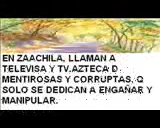 EN ZAACHILA, LLAMAN A
TELEVISA Y TV.AZTECA D
MENTIROSAS Y CORRUPTAS, Q
SOLO SE DEDICAN A ENGAÑAR Y
MANIPULAR.